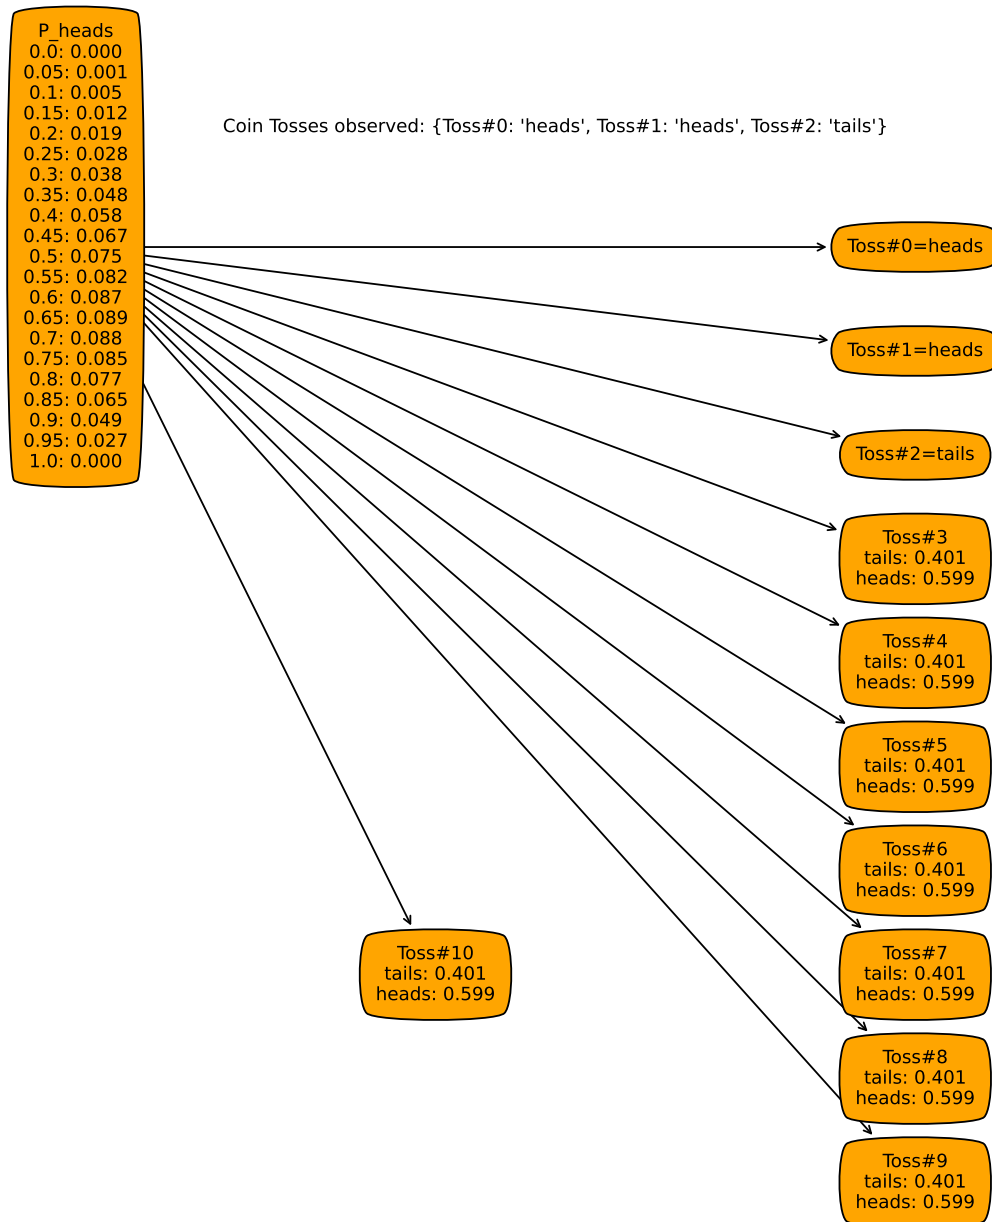 P_heads
0.0: 0.000
0.05: 0.001
0.1: 0.005
0.15: 0.012
0.2: 0.019
0.25: 0.028
0.3: 0.038
0.35: 0.048
0.4: 0.058
0.45: 0.067
0.5: 0.075
0.55: 0.082
0.6: 0.087
0.65: 0.089
0.7: 0.088
0.75: 0.085
0.8: 0.077
0.85: 0.065
0.9: 0.049
0.95: 0.027
1.0: 0.000
Coin Tosses observed: {Toss#0: 'heads', Toss#1: 'heads', Toss#2: 'tails'}
Toss#0=heads
Toss#1=heads
Toss#2=tails
Toss#3
tails: 0.401
heads: 0.599
Toss#4
tails: 0.401
heads: 0.599
Toss#5
tails: 0.401
heads: 0.599
Toss#6
tails: 0.401
heads: 0.599
Toss#7
tails: 0.401
heads: 0.599
Toss#8
tails: 0.401
heads: 0.599
Toss#9
tails: 0.401
heads: 0.599
Toss#10
tails: 0.401
heads: 0.599